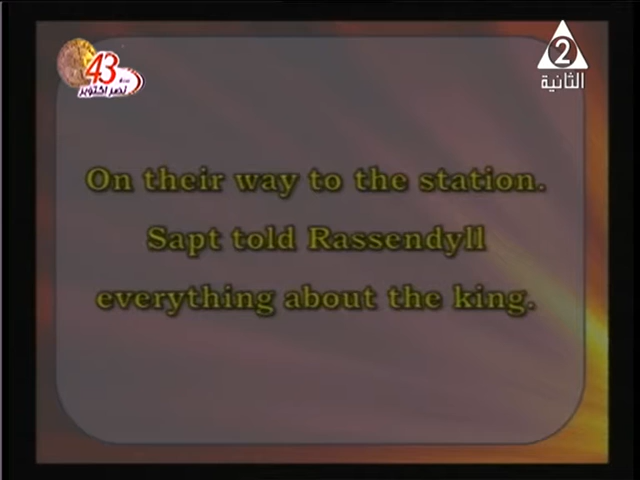 43
نصر اكتوبر
2
الثانية
On their way to the station.
Sapt told Rassendyll
everything about the king.